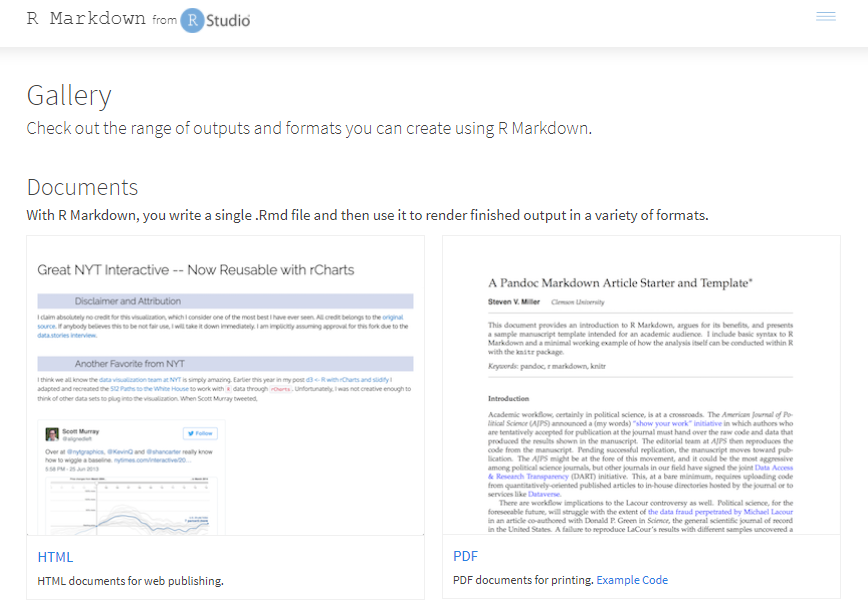 R Markdown from R Studio
Gallery
Check out the range of outputs and formats you can create using R Markdown.
Documents
With R Markdown, you write a single .Rmd file and then use it to render finished output in a variety of formats.
Great NYT Interactive -- Now Reusable with rCharts
Disclaimer and Attribution
I claim absolutely no credit for this visualization, which I consider one of the most best I have ever seen. All credit belongs to the original
source. If anybody believes this to be not fair use, I will take it down immediately. I am implicitly assuming approval for this fork due to the
data.stories interview.
Another Favorite from NYT
I think we all know the data visualization team at NYT is simply amazing. Earlier this year in my post d3 <- R with rCharts and slidify I
adapted and recreated the 512 Paths to the White House to work with R data through rCharts. Unfortunately, I was not creative enough to
think of other data sets to plug into the visualization. When Scott Murray tweeted,
Scott Murray
@alignedleft
Follow
Over at @nytgraphics, @KevinQ and @shancarter really know
how to wiggle a baseline. nytimes.com/interactive/20...
5:58 PM - 25 Jun 2013
HTML
HTML documents for web publishing.
A Pandoc Markdown Article Starter and Template*
Steven V. Miller Clemson University
This document provides an introduction to R Markdown, argues for its benefits, and presents
a sample manuscript template intended for an academic audience. I include basic syntax to R
Markdown and a minimal working example of how the analysis itself can be conducted within R
with the knitr package.
Keywords: pandoc, r markdown, knitr
Introduction
Academic workflow, certainly in political science, is at a crossroads. The American Journal of Po-
litical Science (AJPS) announced a (my words) "show your work" initiative in which authors who
are tentatively accepted for publication at the journal must hand over the raw code and data that
produced the results shown in the manuscript. The editorial team at AJPS then reproduces the
code from the manuscript. Pending successful replication, the manuscript moves toward pub-
lication. The AJPS might be at the fore of this movement, and it could be the most aggressive
among political science journals, but other journals in our field have signed the joint Data Access
& Research Transparency (DART) initiative. This, at a bare minimum, requires uploading code
from quantitatively-oriented published articles to in-house directories hosted by the journal or to
services like Dataverse.
There are workflow implications to the Lacour controversy as well. Political science, for the
foreseeable future, will struggle with the extent of the data fraud perpetrated by Michael Lacour
in an article co-authored with Donald P. Green in Science, the general scientific journal of record
in the United States. A failure to reproduce LaCour's results with different samples uncovered a
PDF
PDF documents for printing. Example Code